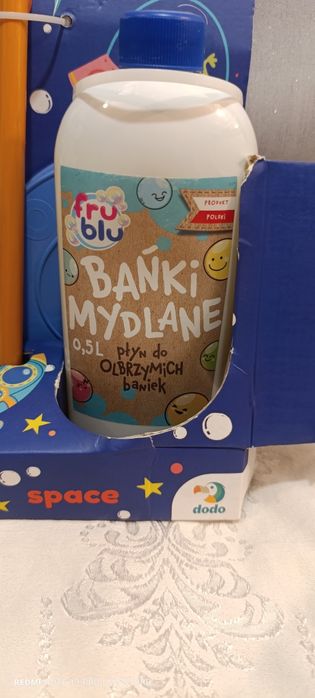 fru
blu
PRODUKT
POLSKI
BAŃKI
MYDLANE
0,5L
płyn do
OLBRZYMICH
baniek
space
dodo